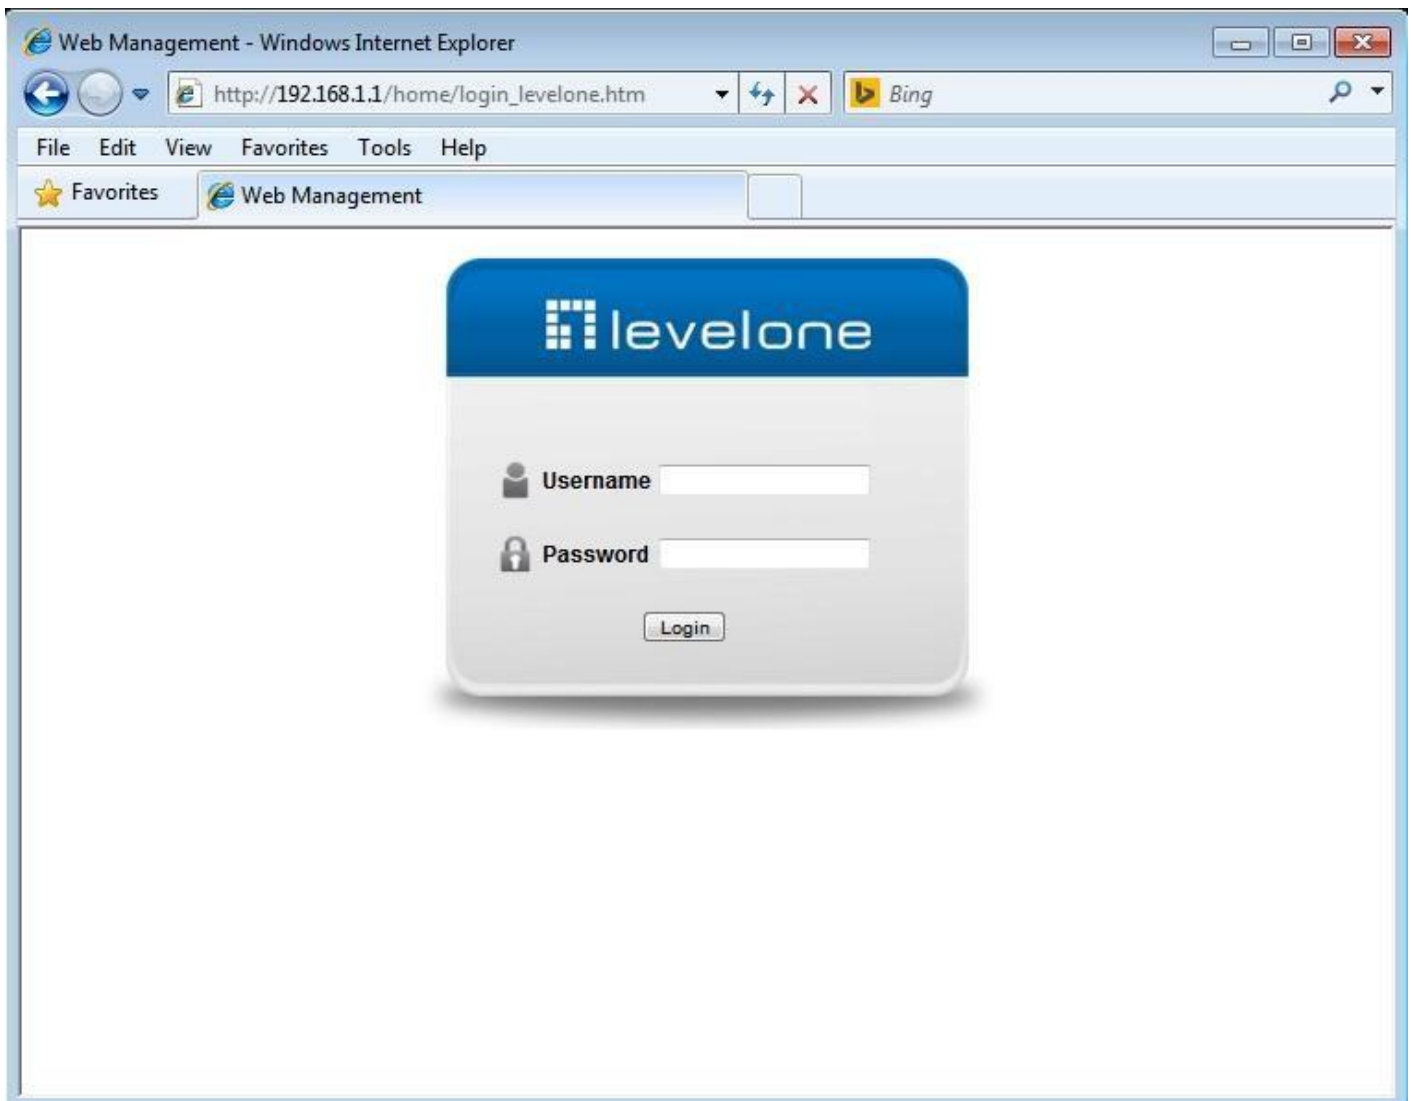 Web Management - Windows Internet Explorer
http://192.168.1.1/home/login_levelone.htm
Bing
File Edit View Favorites Tools Help
Favorites
Web Management
levelone
Username
Password
Login